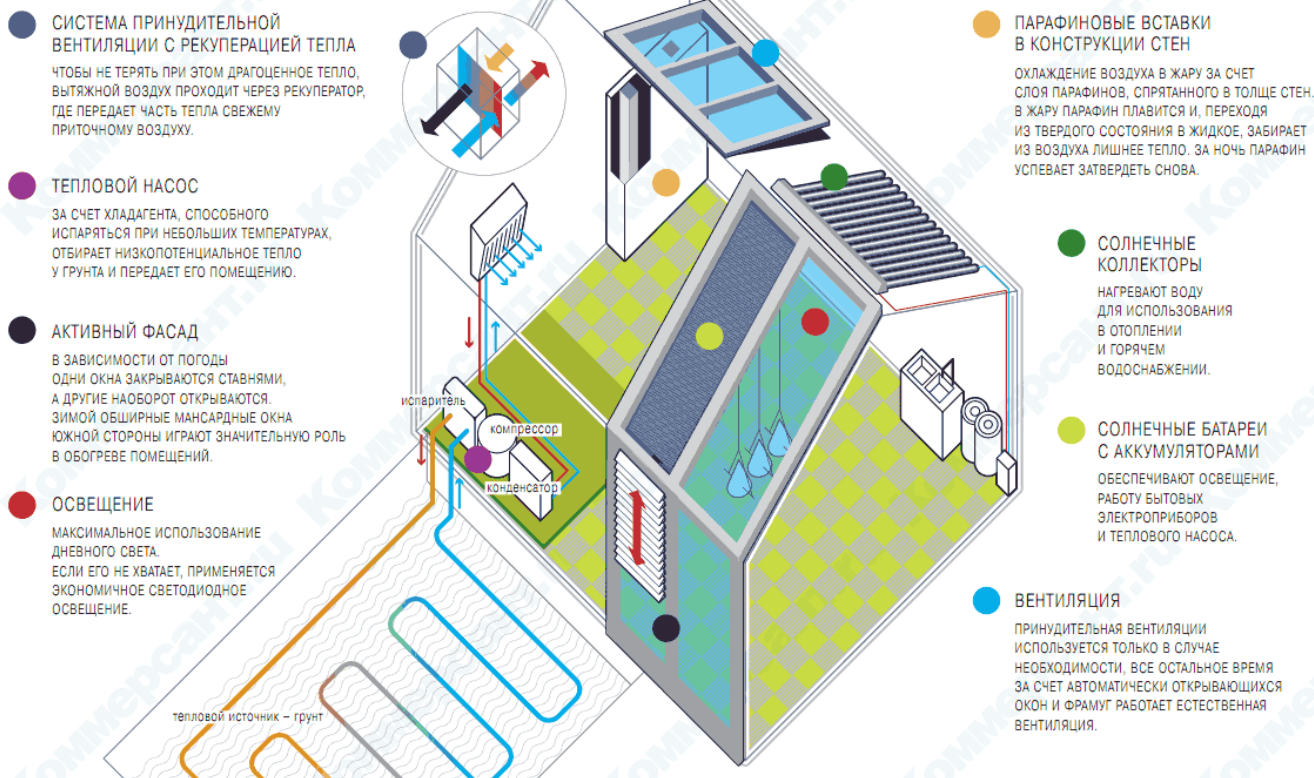 СИСТЕМА ПРИНУДИТЕЛЬНОЙ
ВЕНТИЛЯЦИИ С РЕКУПЕРАЦИЕЙ ТЕПЛА
ЧТОБЫ НЕ ТЕРЯТЬ ПРИ ЭТОМ ДРАГОЦЕННОЕ ТЕПЛО,
ВЫТЯЖНОЙ ВОЗДУХ ПРОХОДИТ ЧЕРЕЗ РЕКУПЕРАТОР,
ГДЕ ПЕРЕДАЕТ ЧАСТЬ ТЕПЛА СВЕЖЕМУ
ПРИТОЧНОМУ ВОЗДУХУ.
ТЕПЛОВОЙ НАСОС
ЗА СЧЕТ ХЛАДАГЕНТА, СПОСОБНОГО
ИСПАРЯТЬСЯ ПРИ НЕБОЛЬШИХ ТЕМПЕРАТУРАХ,
ОТБИРАЕТ НИЗКОПОТЕНЦИАЛЬНОЕ ТЕПЛО
У ГРУНТА И ПЕРЕДАЕТ ЕГО ПОМЕЩЕНИЮ.
АКТИВНЫЙ ФАСАД
В ЗАВИСИМОСТИ ОТ ПОГОДЫ
ОДНИ ОКНА ЗАКРЫВАЮТСЯ СТАВНЯМИ,
А ДРУГИЕ НАОБОРОТ ОТКРЫВАЮТСЯ.
ЗИМОЙ ОБШИРНЫЕ МАНСАРДНЫЕ ОКНА
ЮЖНОЙ СТОРОНЫ ИГРАЮТ ЗНАЧИТЕЛЬНУЮ РОЛЬ
В ОБОГРЕВЕ ПОМЕЩЕНИЙ.
ОСВЕЩЕНИЕ
МАКСИМАЛЬНОЕ ИСПОЛЬЗОВАНИЕ
ДНЕВНОГО СВЕТА.
ЕСЛИ ЕГО НЕ ХВАТАЕТ, ПРИМЕНЯЕТСЯ
ЭКОНОМИЧНОЕ СВЕТОДИОДНОЕ
ОСВЕЩЕНИЕ.
испаритель
компрессор
конденсатор
тепловой источник – грунт
ПАРАФИНОВЫЕ ВСТАВКИ
В КОНСТРУКЦИИ СТЕН
ОХЛАЖДЕНИЕ ВОЗДУХА В ЖАРУ ЗА СЧЕТ
СЛОЯ ПАРАФИНОВ, СПРЯТАННОГО В ТОЛЩЕ СТЕН.
В ЖАРУ ПАРАФИН ПЛАВИТСЯ И, ПЕРЕХОДЯ
ИЗ ТВЕРДОГО СОСТОЯНИЯ В ЖИДКОЕ, ЗАБИРАЕТ
ИЗ ВОЗДУХА ЛИШНЕЕ ТЕПЛО. ЗА НОЧЬ ПАРАФИН
УСПЕВАЕТ ЗАТВЕРДЕТЬ СНОВА.
СОЛНЕЧНЫЕ
КОЛЛЕКТОРЫ
НАГРЕВАЮТ ВОДУ
ДЛЯ ИСПОЛЬЗОВАНИЯ
В ОТОПЛЕНИИ
И ГОРЯЧЕМ
ВОДОСНАБЖЕНИИ.
СОЛНЕЧНЫЕ БАТАРЕИ
С АККУМУЛЯТОРАМИ
ОБЕСПЕЧИВАЮТ ОСВЕЩЕНИЕ,
РАБОТУ БЫТОВЫХ
ЭЛЕКТРОПРИБОРОВ
И ТЕПЛОВОГО НАСОСА.
ВЕНТИЛЯЦИЯ
ПРИНУДИТЕЛЬНАЯ ВЕНТИЛЯЦИИ
ИСПОЛЬЗУЕТСЯ ТОЛЬКО В СЛУЧАЕ
НЕОБХОДИМОСТИ, ВСЕ ОСТАЛЬНОЕ ВРЕМЯ
ЗА СЧЕТ АВТОМАТИЧЕСКИ ОТКРЫВАЮЩИХСЯ
ОКОН И ФРАМУГ РАБОТАЕТ ЕСТЕСТВЕННАЯ
ВЕНТИЛЯЦИЯ.
Коммерсантъ.ru